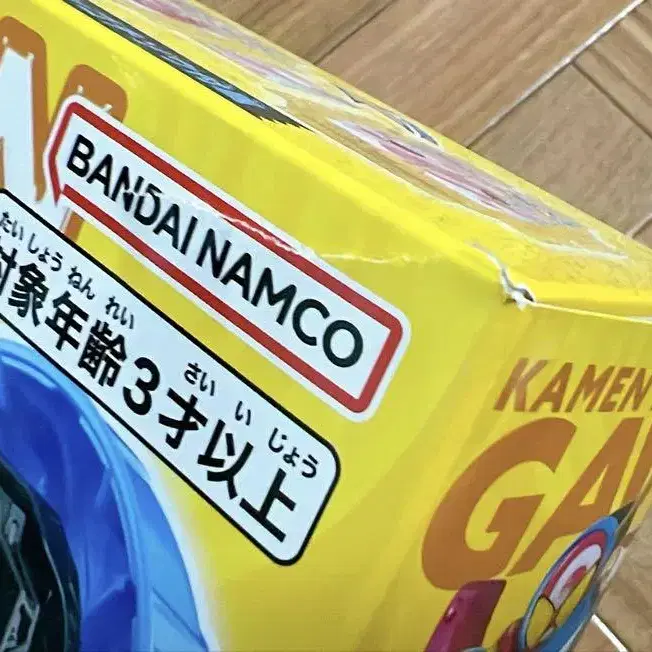 BANDAI NAMCO
たいしょう ねん れい
対象年齢3才以上
さい い じょう
KAMEN
GA